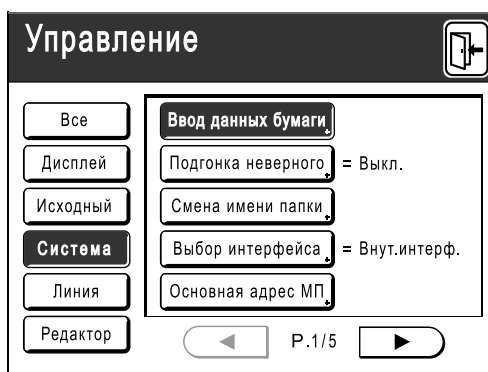 Управление
Все
Дисплей
Исходный
Система
Линия
Редактор
Ввод данных бумаги
Подгонка неверного = Выкл.
Смена имени папки
Выбор интерфейса = Внут.интерф.
Основная адрес МП
P.1/5